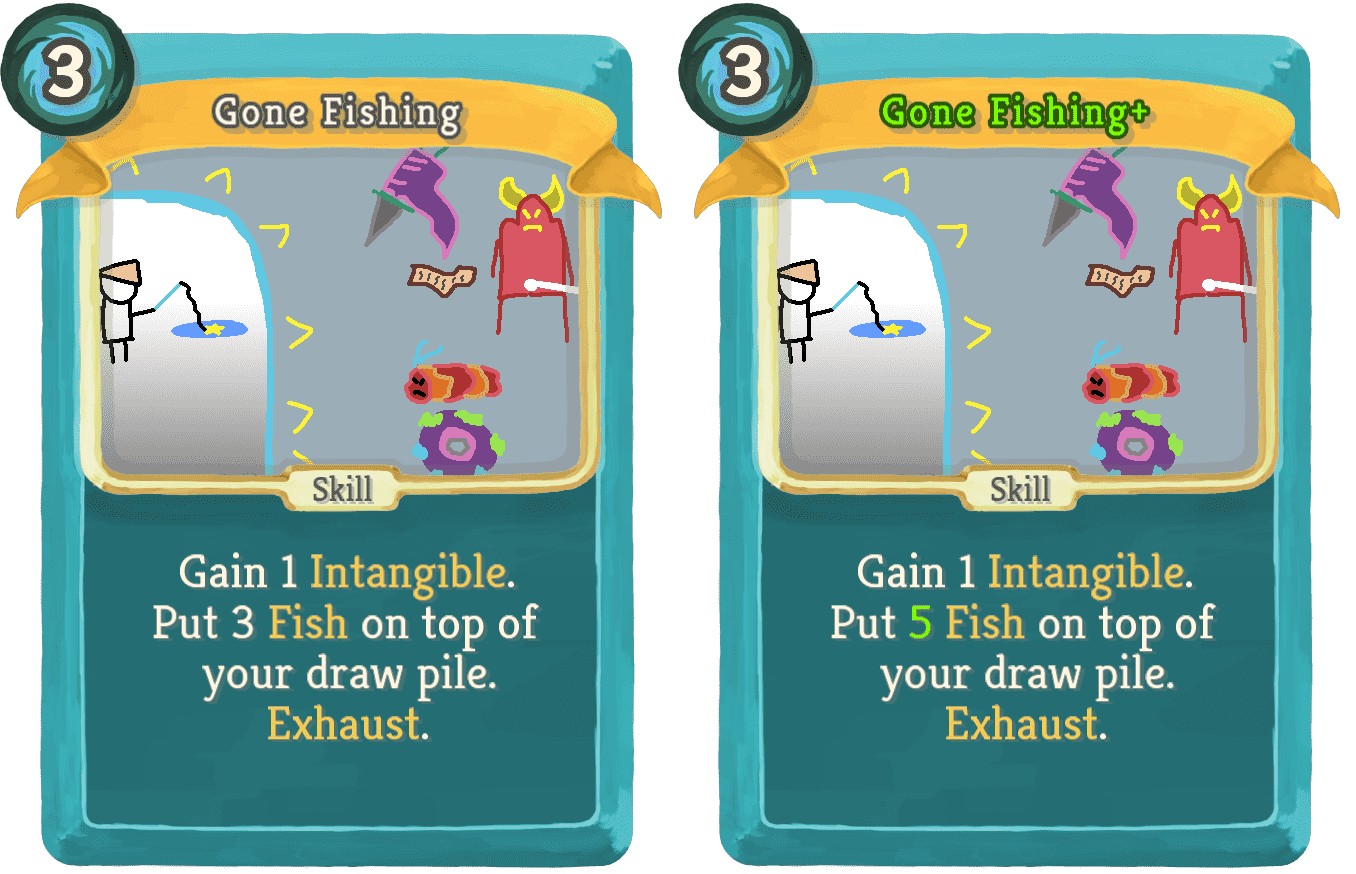 3
Gone Fishing
Skill
Gain 1 Intangible.
Put 3 Fish on top of
your draw pile.
Exhaust.
3
Gone Fishing+
Skill
Gain 1 Intangible.
Put 5 Fish on top of
your draw pile.
Exhaust.